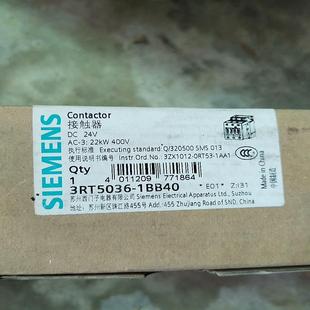 SIEMENS
Contactor
接触器
DC 24V
AC-3: 22kW 400V
执行标准 Executing standard Q/320500 SMS 013
使用说明书编号 Instr.Ord.No.:3ZX1012-0RT53-1AA1
Qty
1
4 011209 771864
3RT5036-1BB40
*E01*
苏州西门子电器有限公司 Siemens Electrical Apparatus Ltd., Suzhou
地址:苏州新区珠江路455号 Add:455 Zhujiang Road of SND, China
Made in China
中国制造
CCC